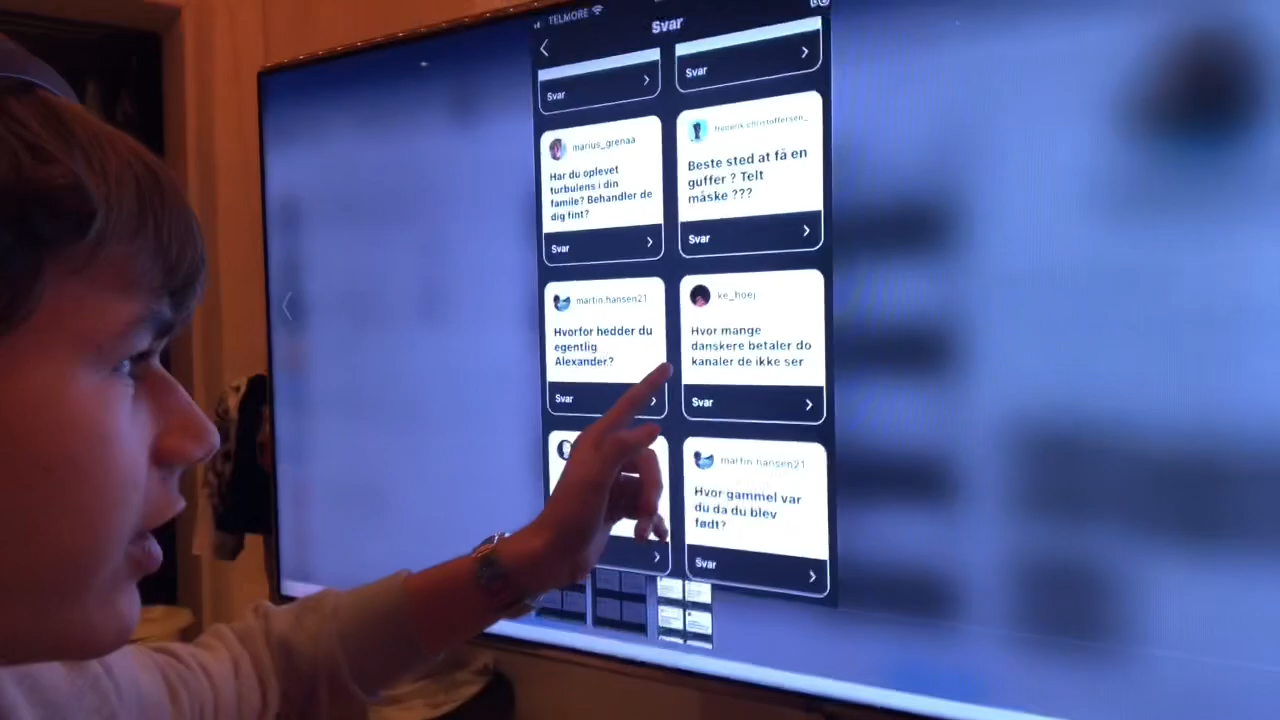 TELMORE
Svar
Svar
Svar
marius_grenaa
Har du oplevet
turbulens i din
famile? Behandler de
dig fint?
Svar
frederik.christoffersen_
Beste sted at få en
guffer ? Telt
måske ???
Svar
martin.hansen21
Hvorfor hedder du
egentlig
Alexander?
Svar
ke_hoej
Hvor mange
danskere betaler do
kanaler de ikke ser
Svar
martin.hansen21
Hvor gammel var
du da du blev
født?
Svar